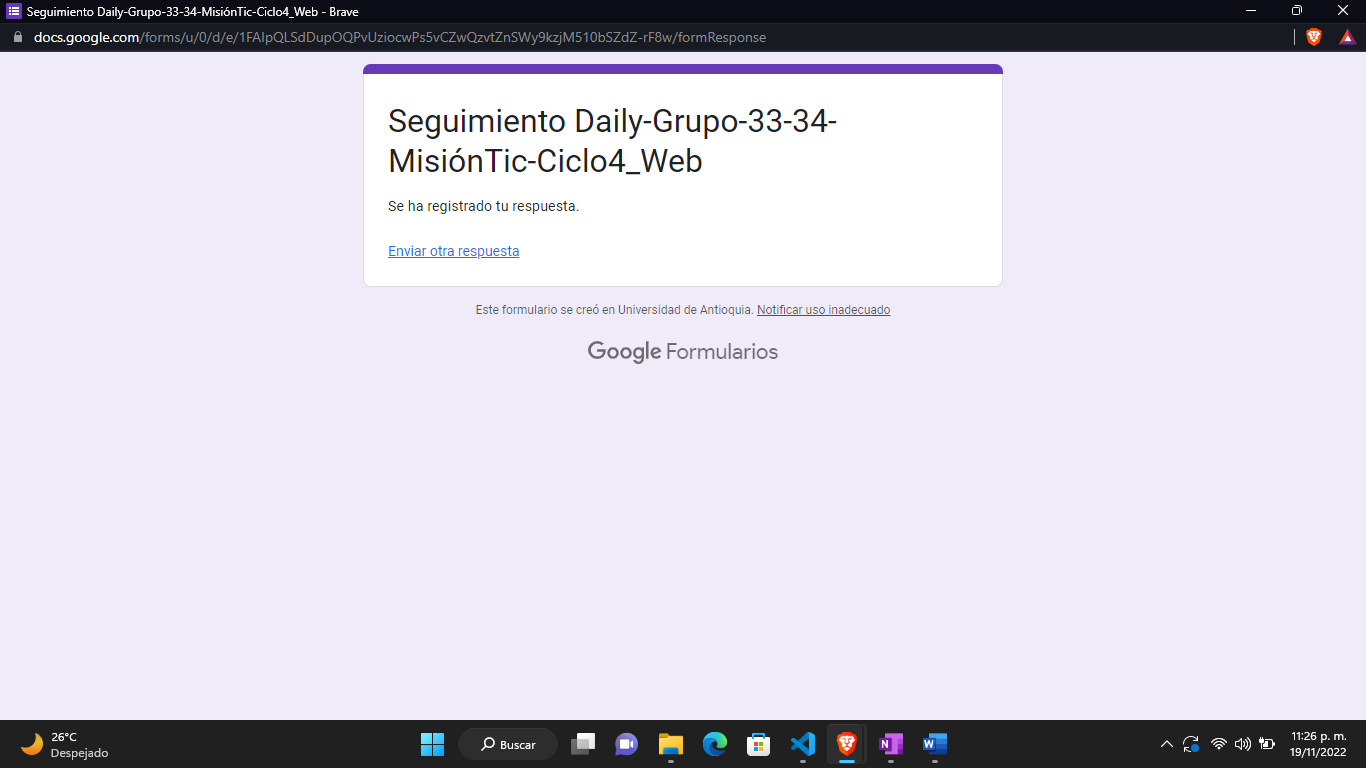 Seguimiento Daily-Grupo-33-34-MisiónTic-Ciclo4_Web - Brave
docs.google.com/forms/u/0/d/e/1FAIpQLSdDupOQPvUziocwPs5vCZwQzvtZnSWy9kzjM510bSZdZ-rF8w/formResponse
Seguimiento Daily-Grupo-33-34-
MisiónTic-Ciclo4_Web
Se ha registrado tu respuesta.
Enviar otra respuesta
Este formulario se creó en Universidad de Antioquia. Notificar uso inadecuado
Google Formularios
26°C
Despejado
Buscar
N
W
11:26 p. m.
19/11/2022